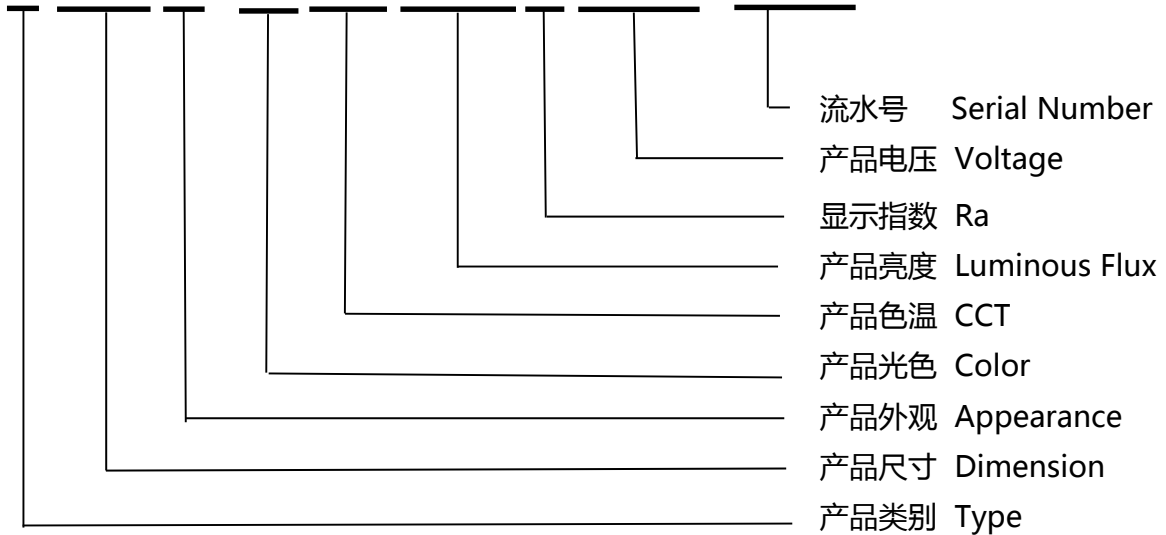 流水号 Serial Number
产品电压 Voltage
显示指数 Ra
产品亮度 Luminous Flux
产品色温 CCT
产品光色 Color
产品外观 Appearance
产品尺寸 Dimension
产品类别 Type